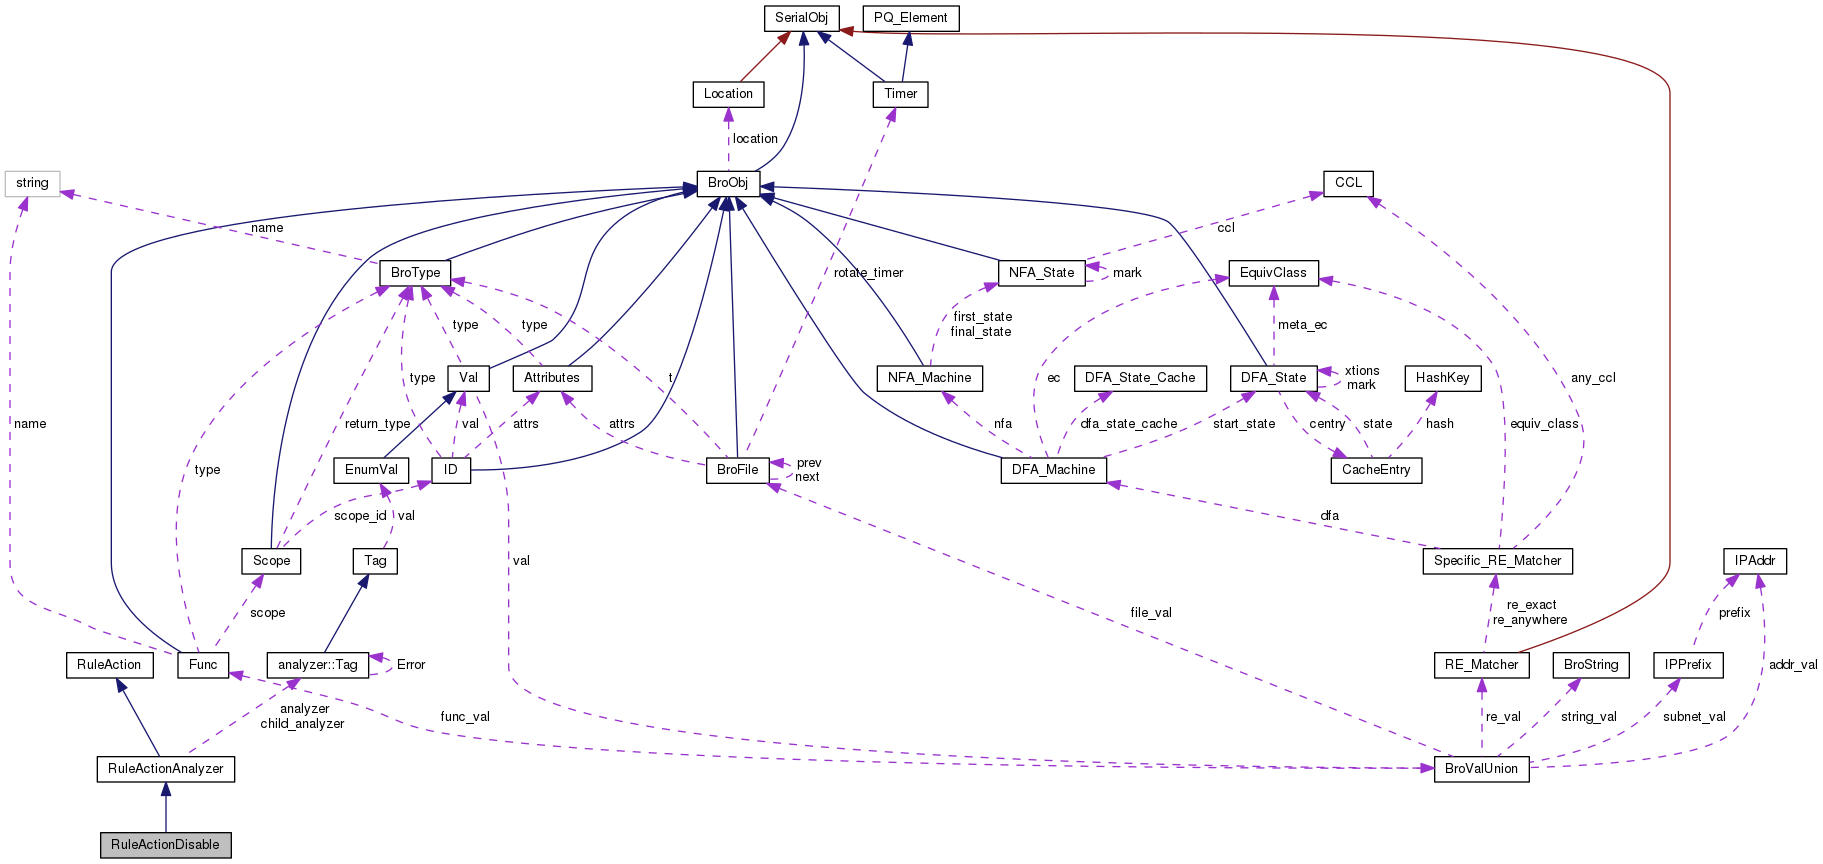 SerialObj
PQ_Element
Location
Timer
location
string
BroObj
CCL
name
ccl
BroType
rotate_timer
NFA_State
mark
EquivClass
first_state
final_state
type
type
meta_ec
type
Val
Attributes
t
NFA_Machine
ec
DFA_State_Cache
DFA_State
xtions
mark
HashKey
any_ccl
name
return_type
val
attrs
attrs
nfa
dfa_state_cache
start_state
centry
state
hash
equiv_class
type
EnumVal
ID
BroFile
prev
next
DFA_Machine
CacheEntry
scope_id
val
dfa
Scope
Tag
val
Specific_RE_Matcher
IPAddr
scope
file_val
re_exact
re_anywhere
prefix
RuleAction
Func
analyzer::Tag
Error
RE_Matcher
BroString
IPPrefix
addr_val
analyzer
child_analyzer
func_val
re_val
string_val
subnet_val
RuleActionAnalyzer
BroValUnion
RuleActionDisable